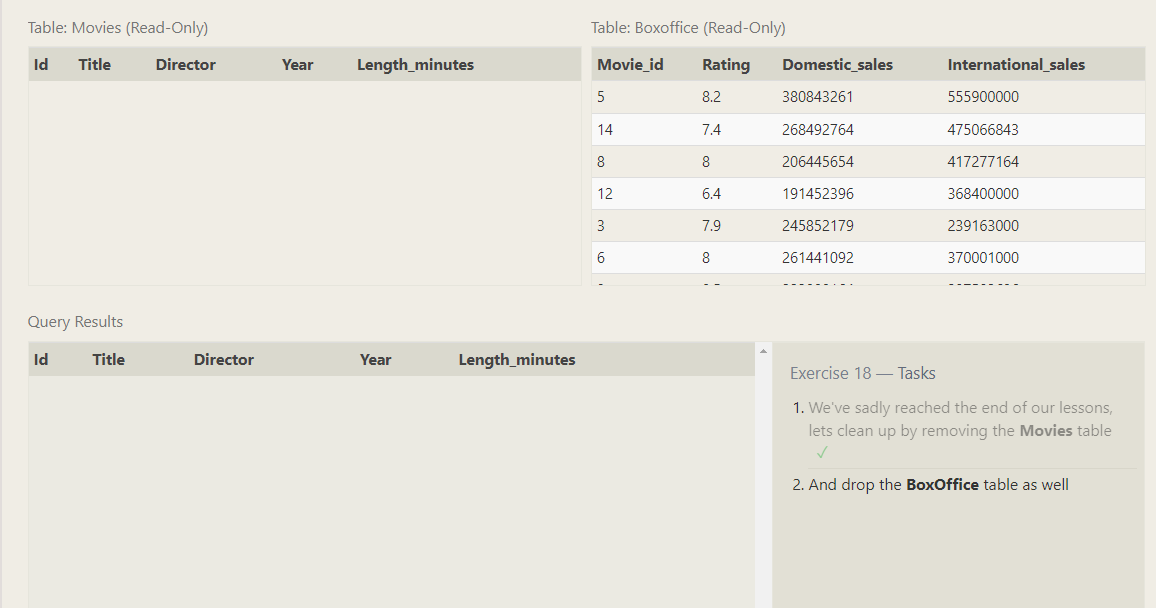 Table: Movies (Read-Only)
Table: Boxoffice (Read-Only)
Id Title Director Year Length_minutes
Movie_id Rating Domestic_sales International_sales
5 8.2 380843261 555900000
14 7.4 268492764 475066843
8 8 206445654 417277164
12 6.4 191452396 368400000
3 7.9 245852179 239163000
6 8 261441092 370001000
Query Results
Id Title Director Year Length_minutes
Exercise 18 — Tasks
1. We've sadly reached the end of our lessons,
lets clean up by removing the Movies table
✓
2. And drop the BoxOffice table as well